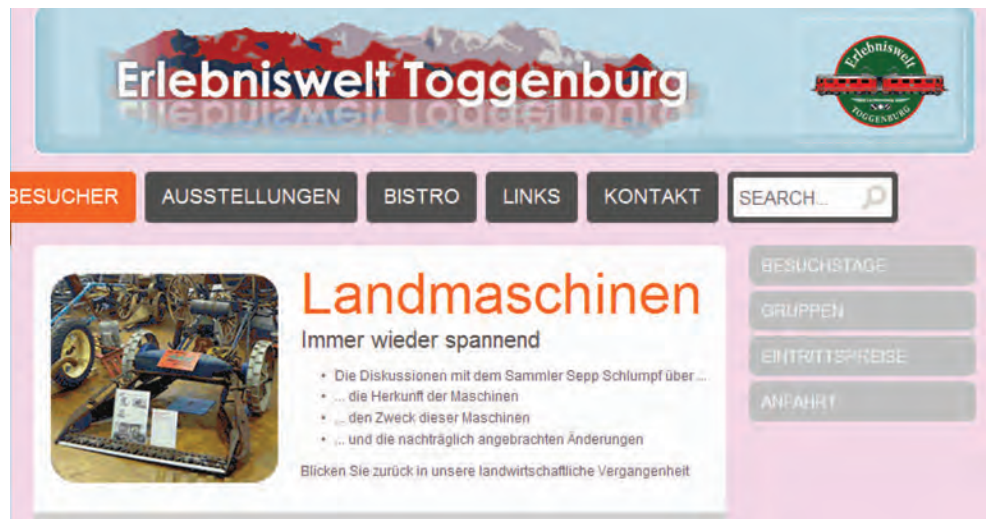 Erlebniswelt Toggenburg
Erlebniswelt
TOGGENBURG
BESUCHER
AUSSTELLUNGEN
BISTRO
LINKS
KONTAKT
SEARCH...
Landmaschinen
Immer wieder spannend
• Die Diskussionen mit dem Sammler Sepp Schlumpf über ...
• ... die Herkunft der Maschinen
• ... den Zweck dieser Maschinen
• ... und die nachträglich angebrachten Änderungen
Blicken Sie zurück in unsere landwirtschaftliche Vergangenheit
BESUCHSTAGE
GRUPPEN
EINTRITTSPREISE
ANFAHRT